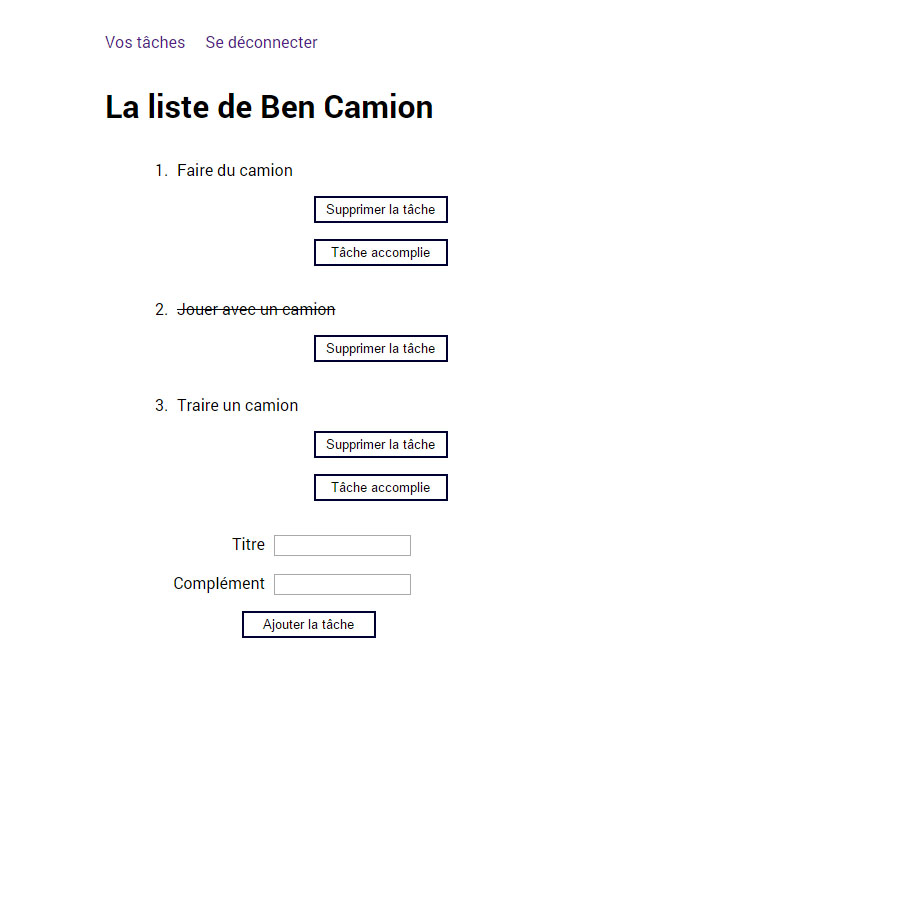 Vos tâches Se déconnecter
La liste de Ben Camion
1. Faire du camion
Supprimer la tâche
Tâche accomplie
2. Jouer avec un camion
Supprimer la tâche
3. Traire un camion
Supprimer la tâche
Tâche accomplie
Titre
Complément
Ajouter la tâche